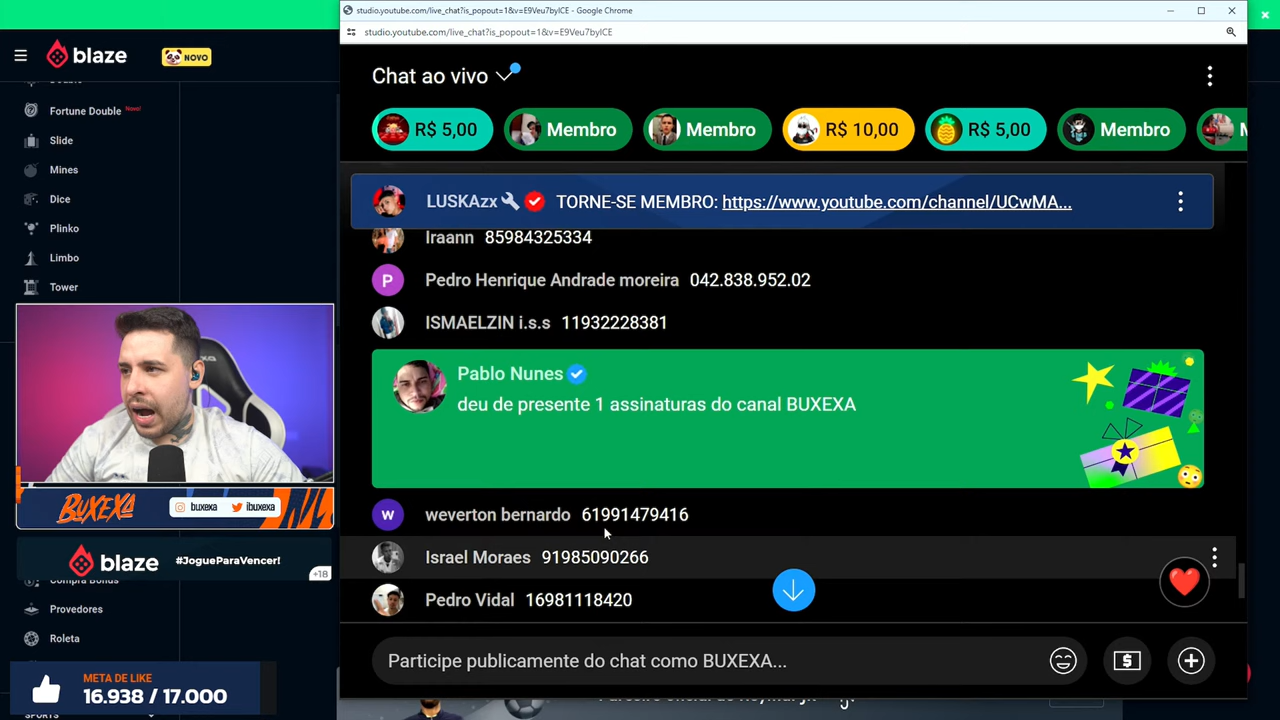 studio.youtube.com/live_chat?is_popout=1&v=E9Veu7byICE - Google Chrome
studio.youtube.com/live_chat?is_popout=1&v=E9Veu7byICE
blaze
NOVO
Fortune Double Novo!
Slide
Mines
Dice
Plinko
Limbo
Tower
Chat ao vivo
R$ 5,00
Membro
Membro
R$ 10,00
R$ 5,00
Membro
LUSKAzx TORNE-SE MEMBRO: https://www.youtube.com/channel/UCwMA...
Iraann 85984325334
Pedro Henrique Andrade moreira 042.838.952.02
ISMAELZIN i.s.s 11932228381
Pablo Nunes
deu de presente 1 assinaturas do canal BUXEXA
weverton bernardo 61991479416
Israel Moraes 91985090266
Pedro Vidal 16981118420
Participe publicamente do chat como BUXEXA...
BUXEXA
buxexa
ibuxexa
blaze
#JogueParaVencer!
+18
Compra Bônus
Provedores
Roleta
META DE LIKE
16.938 / 17.000
SPORTS